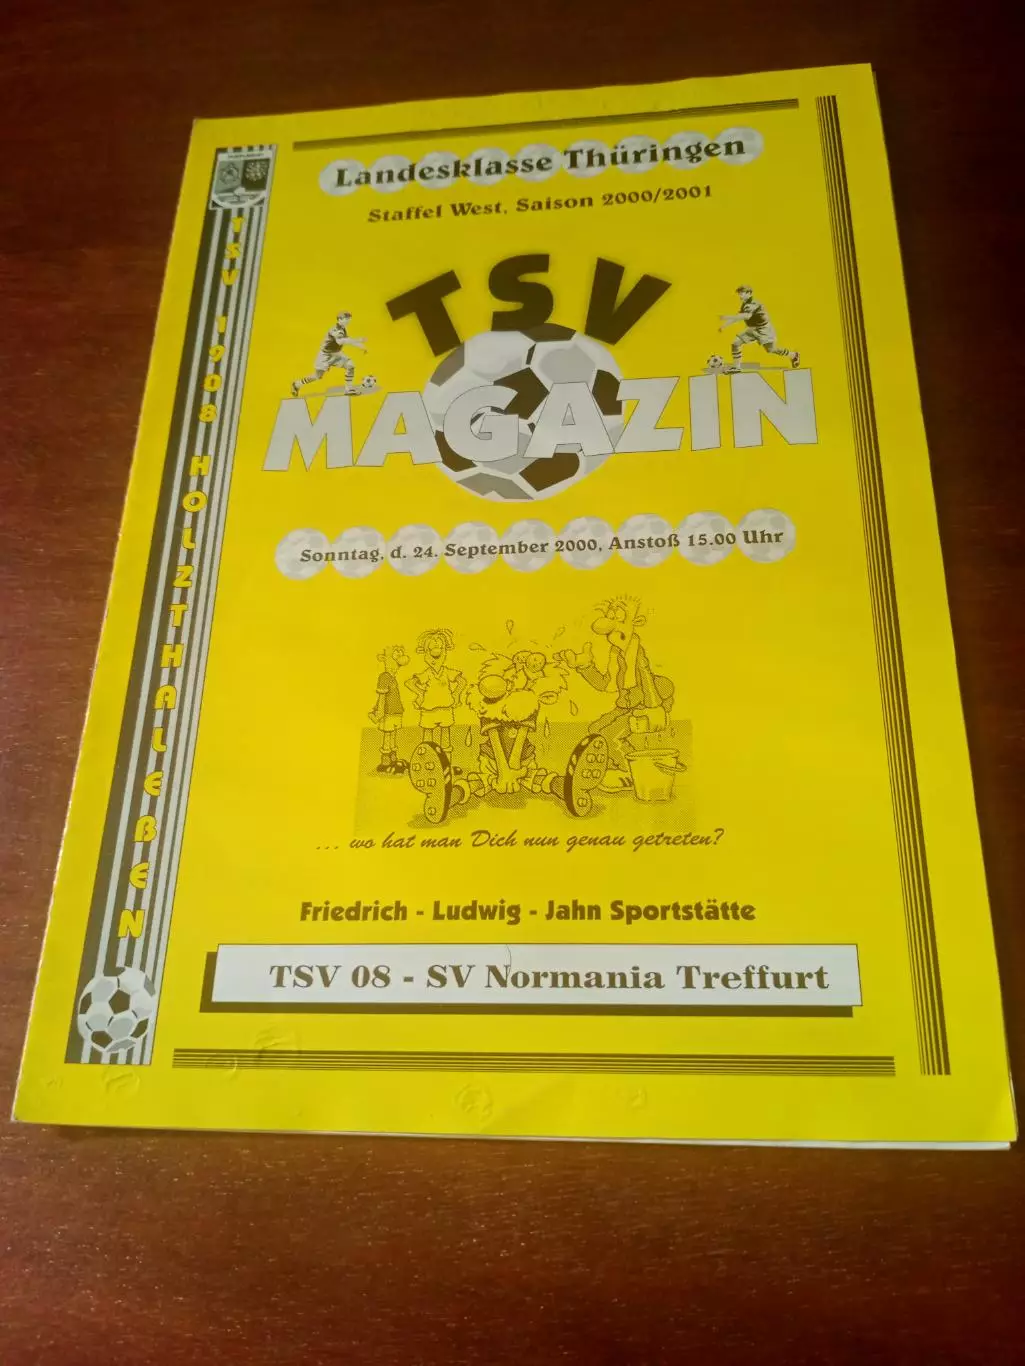 Landesklasse Thüringen
Staffel West, Saison 2000/2001
TSV
MAGAZIN
Sonntag, d. 24. September 2000, Anstoß 15.00 Uhr
... wo hat man Dich nun genau getreten?
Friedrich - Ludwig - Jahn Sportstätte
TSV 08 - SV Normania Treffurt
TSV 1908 HOLZTHALEßEN